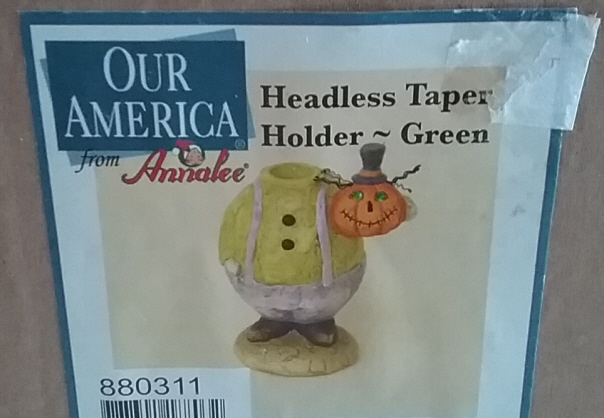 OUR
AMERICA®
from Annalee®
Headless Taper
Holder ~ Green
880311